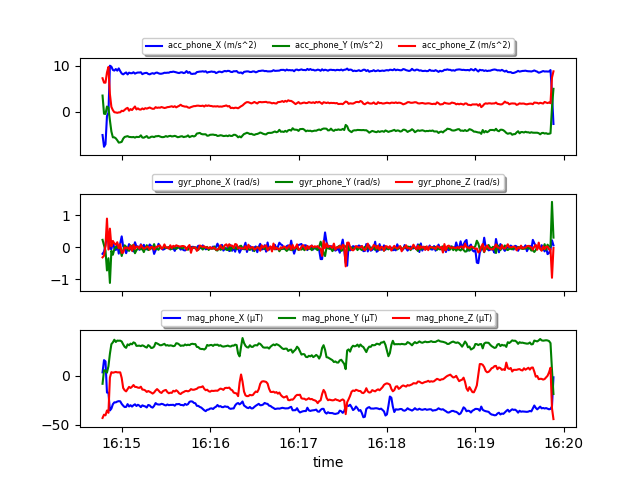 acc_phone_X (m/s^2) acc_phone_Y (m/s^2) acc_phone_Z (m/s^2)
10
0
gyr_phone_X (rad/s) gyr_phone_Y (rad/s) gyr_phone_Z (rad/s)
1
0
−1
mag_phone_X (μT) mag_phone_Y (μT) mag_phone_Z (μT)
0
−50
16:15 16:16 16:17 16:18 16:19 16:20
time